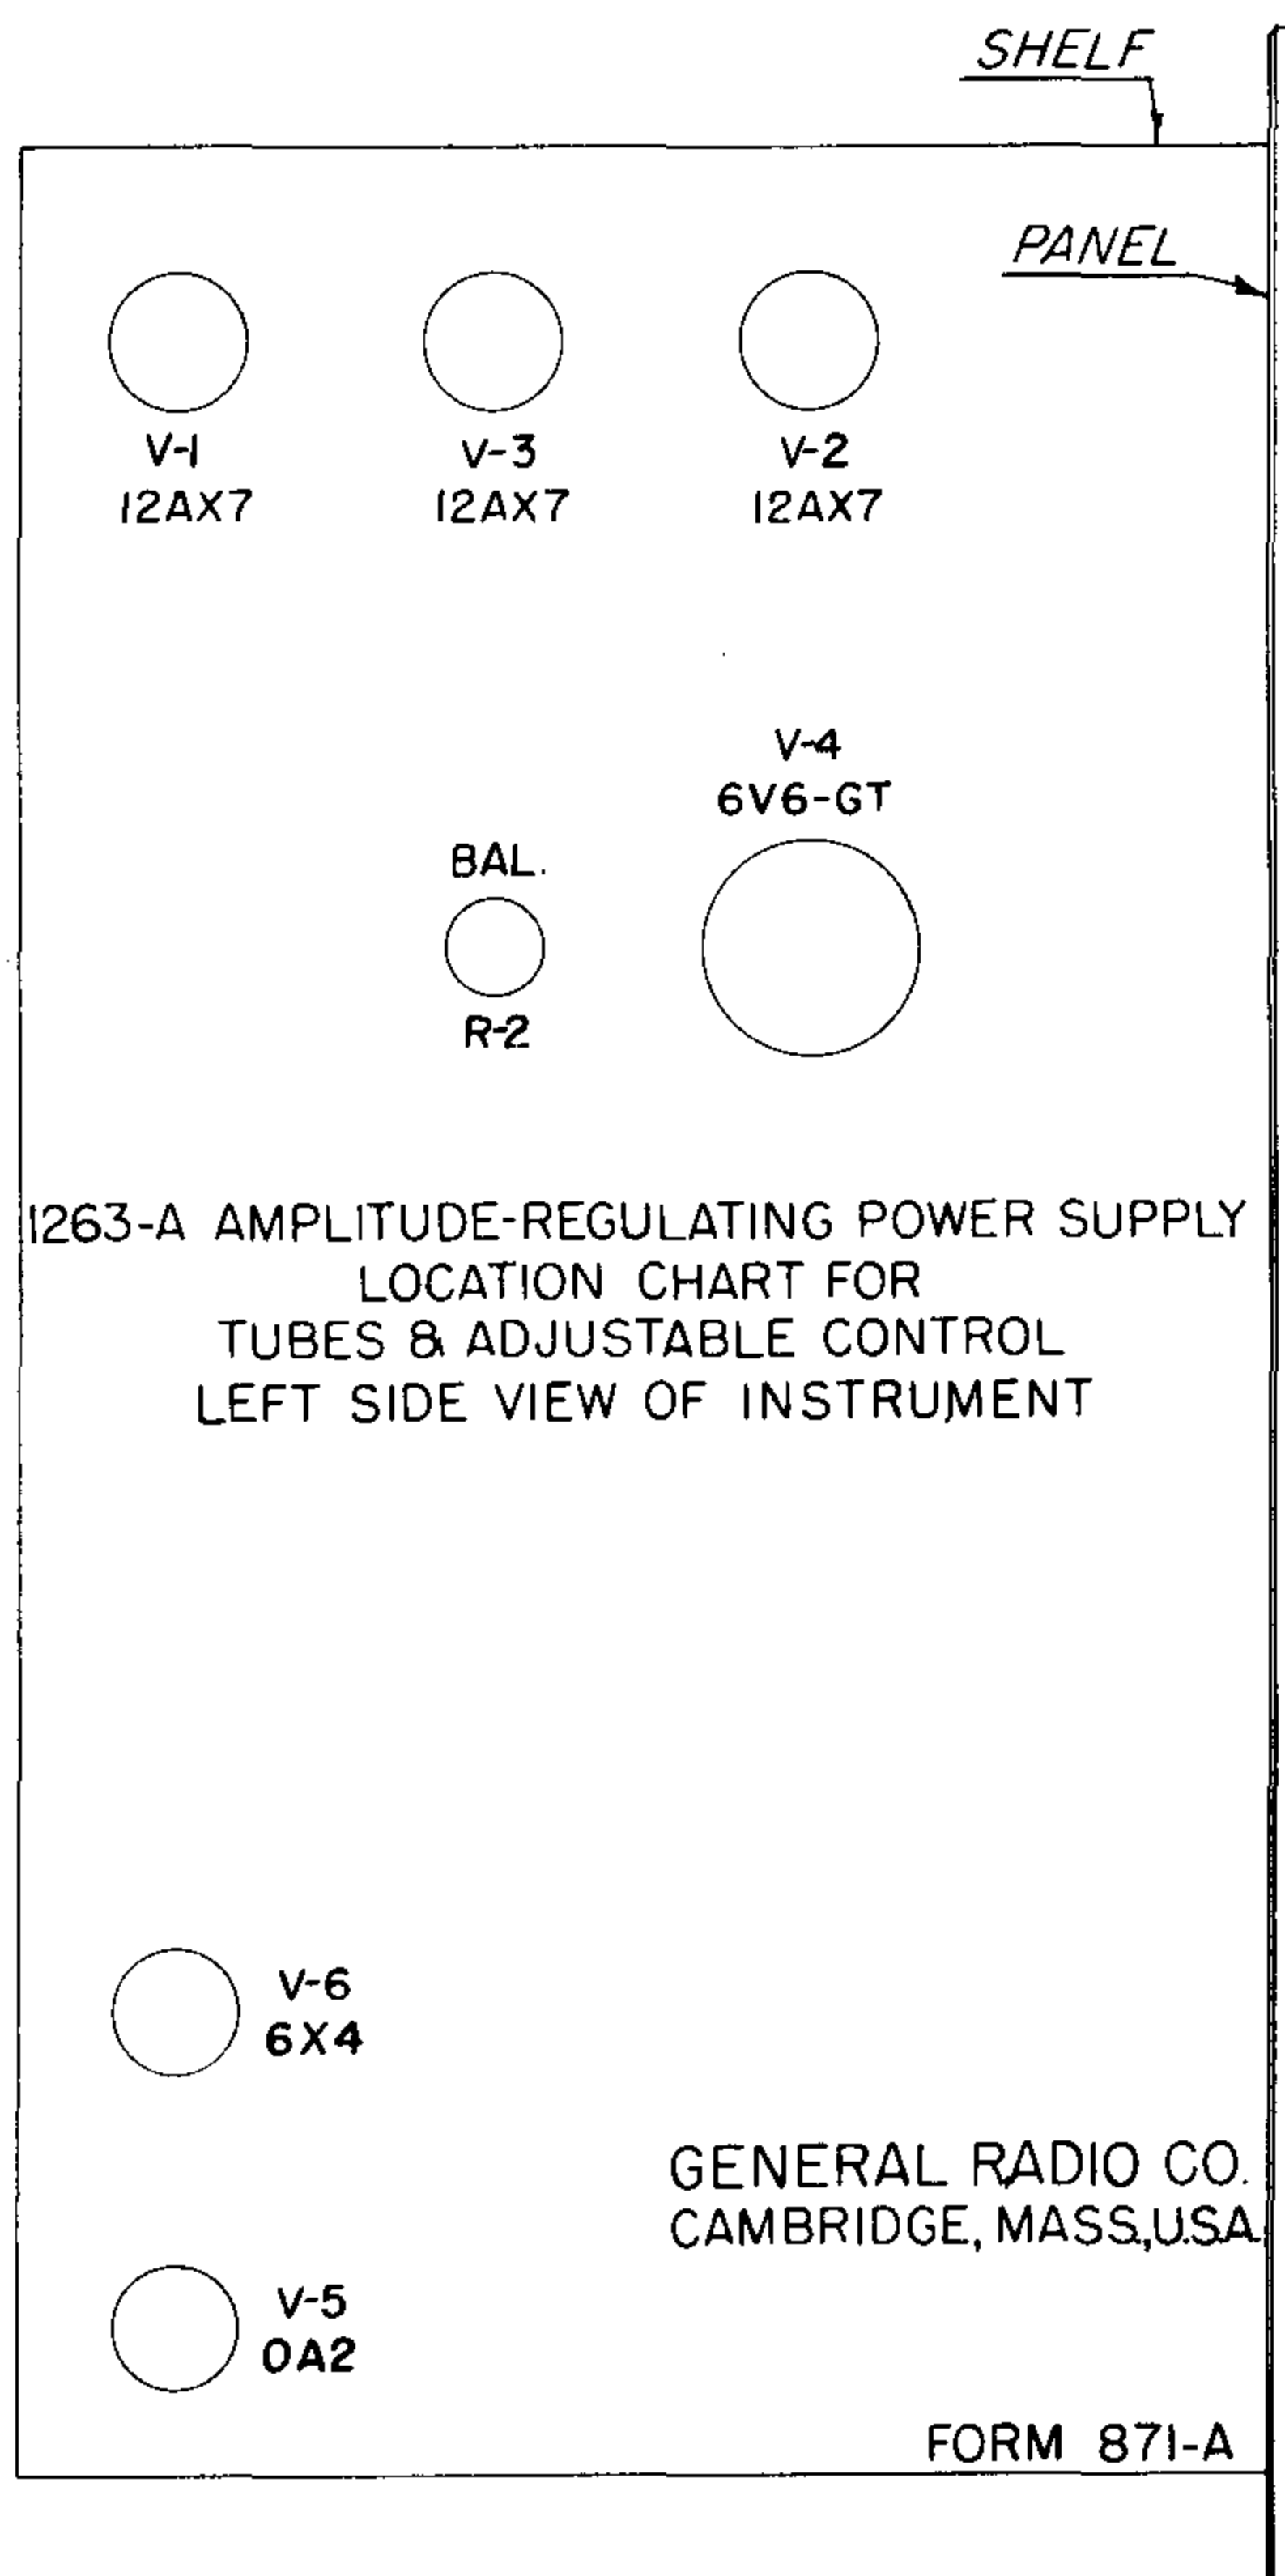 SHELF
PANEL
V-1 V-3 V-2
12AX7 12AX7 12AX7
V-4
6V6-GT
BAL.
R-2
1263-A AMPLITUDE-REGULATING POWER SUPPLY
LOCATION CHART FOR
TUBES & ADJUSTABLE CONTROL
LEFT SIDE VIEW OF INSTRUMENT
V-6
6X4
GENERAL RADIO CO.
CAMBRIDGE, MASS., U.S.A.
V-5
OA2
FORM 871-A